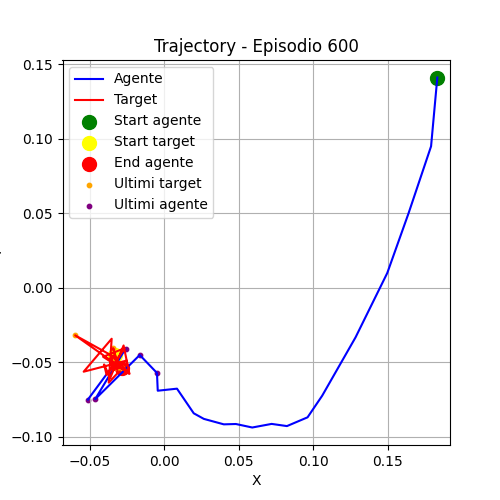 Trajectory - Episodio 600
Agente
Target
Start agente
Start target
End agente
Ultimi target
Ultimi agente
0.15
0.10
0.05
0.00
−0.05
−0.10
−0.05
0.00
0.05
0.10
0.15
X